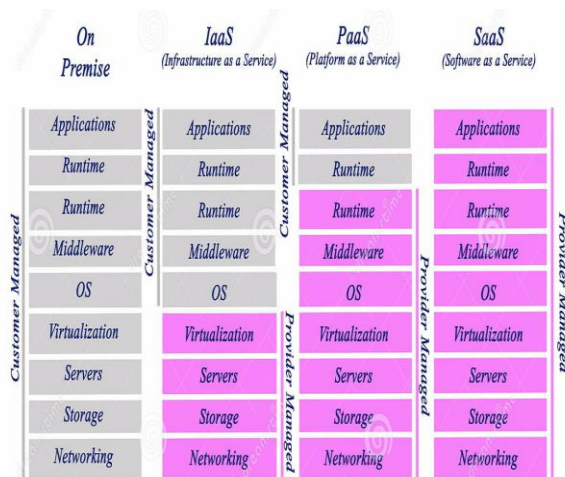 On
Premise
Applications
Runtime
Runtime
Middleware
OS
Virtualization
Servers
Storage
Networking
Customer Managed
IaaS
(Infrastructure as a Service)
Applications
Runtime
Runtime
Middleware
OS
Virtualization
Servers
Storage
Networking
Customer Managed
Provider Managed
PaaS
(Platform as a Service)
Applications
Runtime
Runtime
Middleware
OS
Virtualization
Servers
Storage
Networking
Customer Managed
Provider Managed
SaaS
(Software as a Service)
Applications
Runtime
Runtime
Middleware
OS
Virtualization
Servers
Storage
Networking
Provider Managed